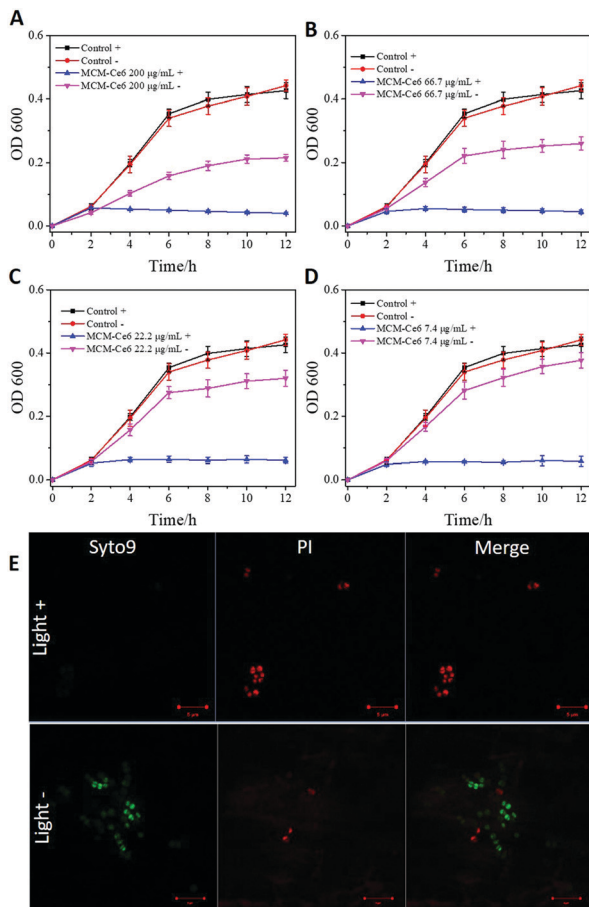 A
B
0.6
0.4
0.2
0.0
OD 600
Control +
Control -
MCM-Ce6 200 μg/mL +
MCM-Ce6 200 μg/mL -
0 2 4 6 8 10 12
Time/h
0.6
0.4
0.2
0.0
OD 600
Control +
Control -
MCM-Ce6 66.7 μg/mL +
MCM-Ce6 66.7 μg/mL -
0 2 4 6 8 10 12
Time/h
C
D
0.6
0.4
0.2
0.0
OD 600
Control +
Control -
MCM-Ce6 22.2 μg/mL +
MCM-Ce6 22.2 μg/mL -
0 2 4 6 8 10 12
Time/h
0.6
0.4
0.2
0.0
OD 600
Control +
Control -
MCM-Ce6 7.4 μg/mL +
MCM-Ce6 7.4 μg/mL -
0 2 4 6 8 10 12
Time/h
E
Syto9 PI Merge
Light +
5 μm 5 μm 5 μm
Light -